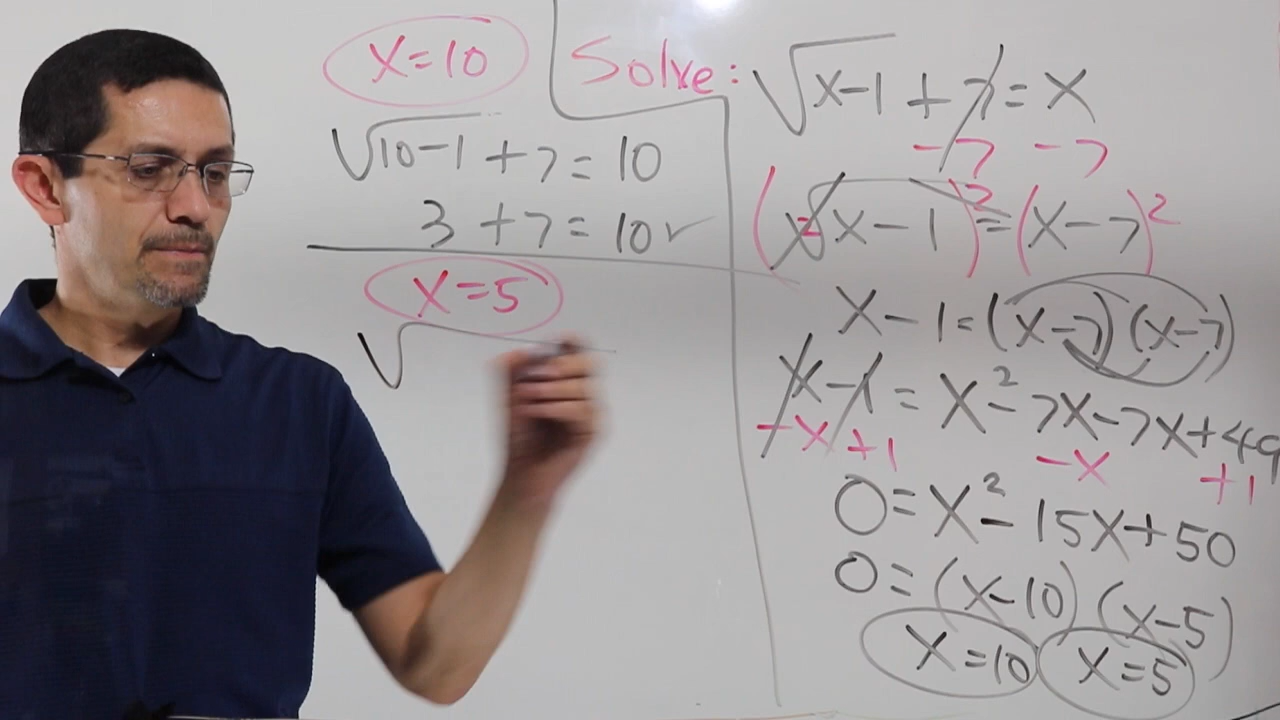 x=10
√10-1 + 7 = 10
3 + 7 = 10 ✓
x=5
√
Solve: √x-1 + 7 = x
-7 -7
(√x-1)² = (x-7)²
x-1=(x-7)(x-7)
x-1 = x²-7x-7x+49
-x +1 -x +1
0=x²-15x+50
0=(x-10)(x-5)
x=10 x=5